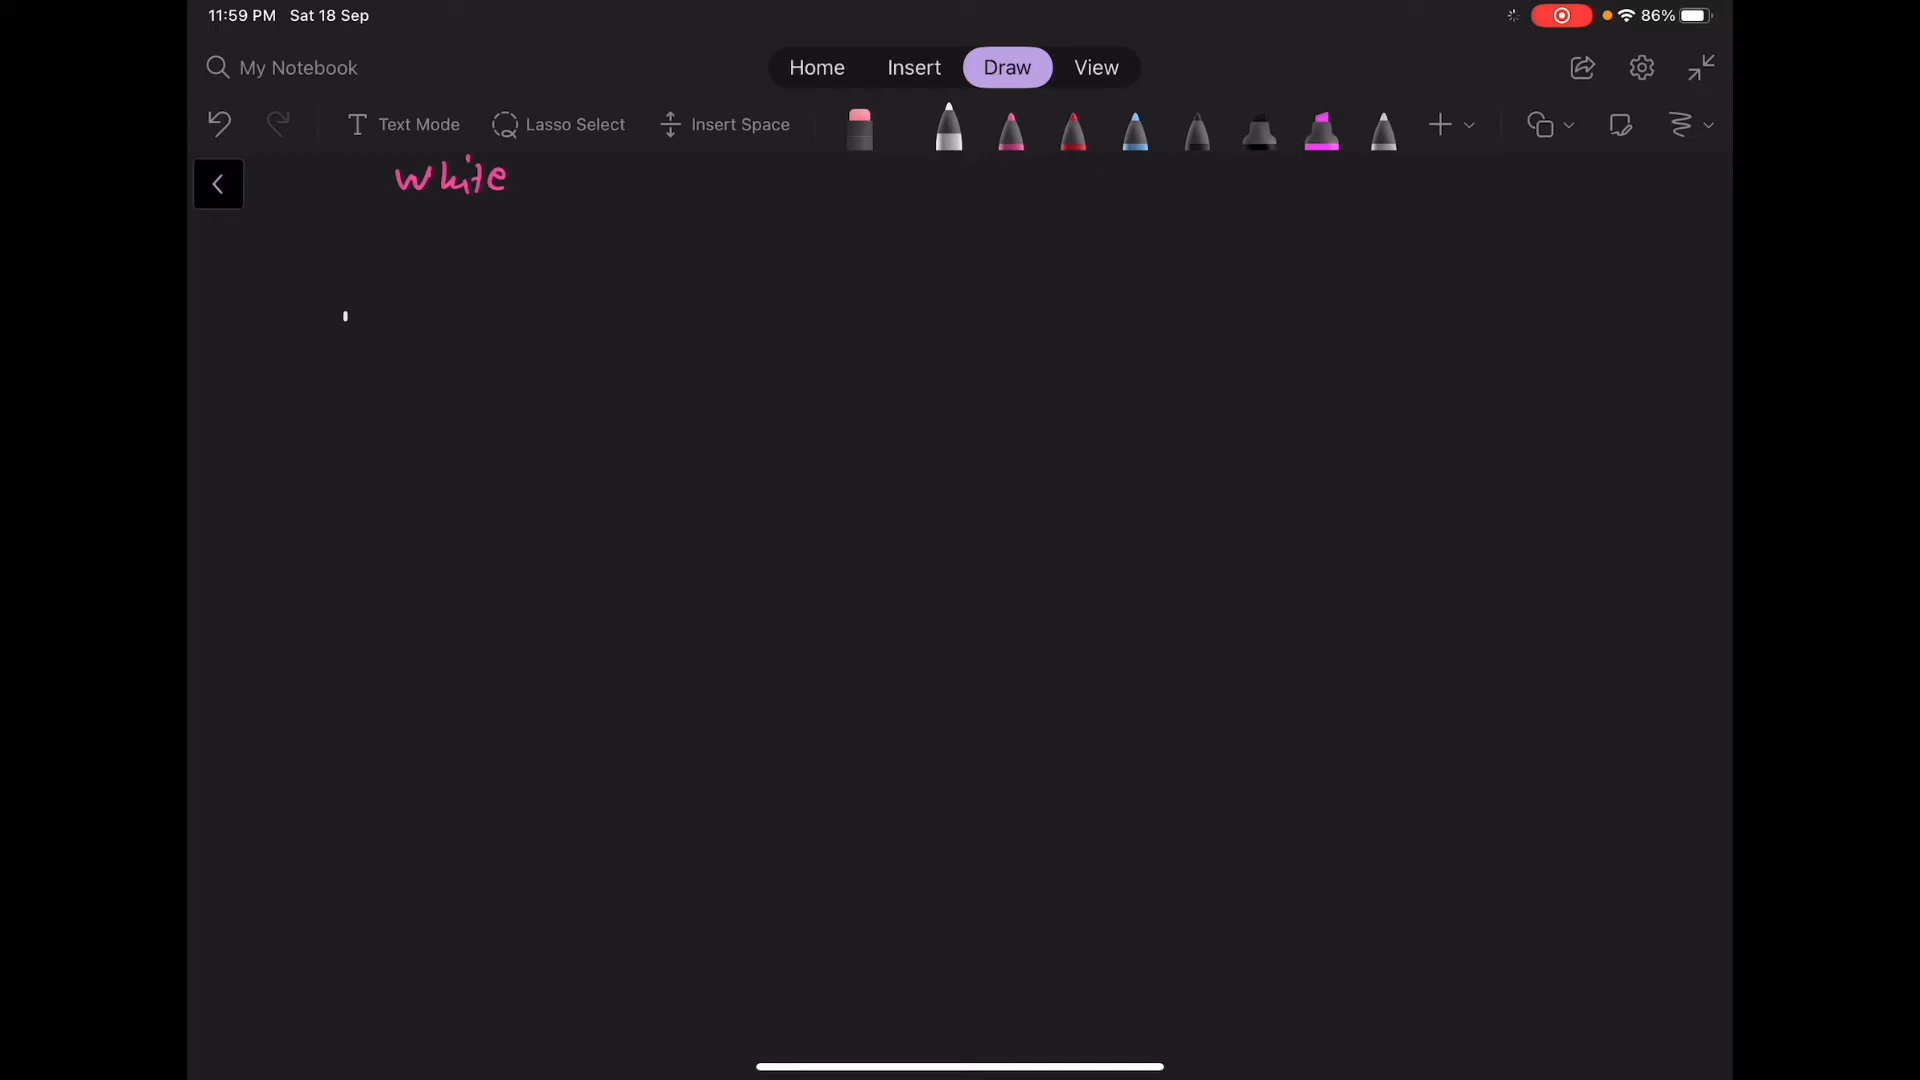 11:59 PM Sat 18 Sep 86%
My Notebook Home Insert Draw View
Text Mode Lasso Select Insert Space
white